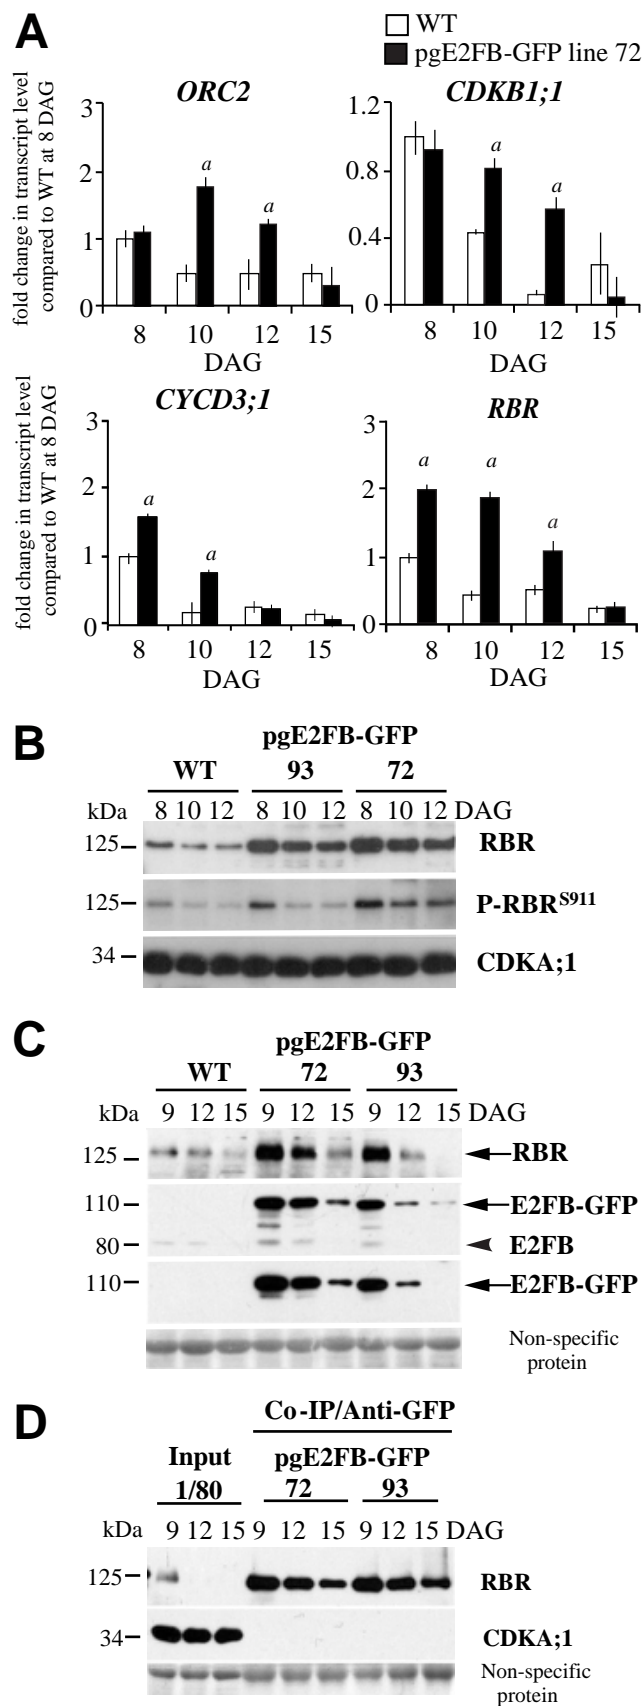 A
WT
pgE2FB-GFP line 72
fold change in transcript level
compared to WT at 8 DAG
ORC2
3
2
1
0
a
a
8 10 12 15
DAG
CDKB1;1
1.2
0.8
0.4
0
a
a
8 10 12 15
DAG
fold change in transcript level
compared to WT at 8 DAG
CYCD3;1
3
2
1
0
a
a
8 10 12 15
DAG
RBR
3
2
1
0
a
a
a
8 10 12 15
DAG
B
pgE2FB-GFP
WT 93 72
kDa 8 10 12 8 10 12 8 10 12 DAG
125 RBR
125 P-RBR^S911
34 CDKA;1
C
pgE2FB-GFP
WT 72 93
kDa 9 12 15 9 12 15 9 12 15 DAG
125 RBR
110 E2FB-GFP
80 E2FB
110 E2FB-GFP
Non-specific
protein
D
Co-IP/Anti-GFP
Input pgE2FB-GFP
1/80 72 93
kDa 9 12 15 9 12 15 9 12 15 DAG
125 RBR
34 CDKA;1
Non-specific
protein